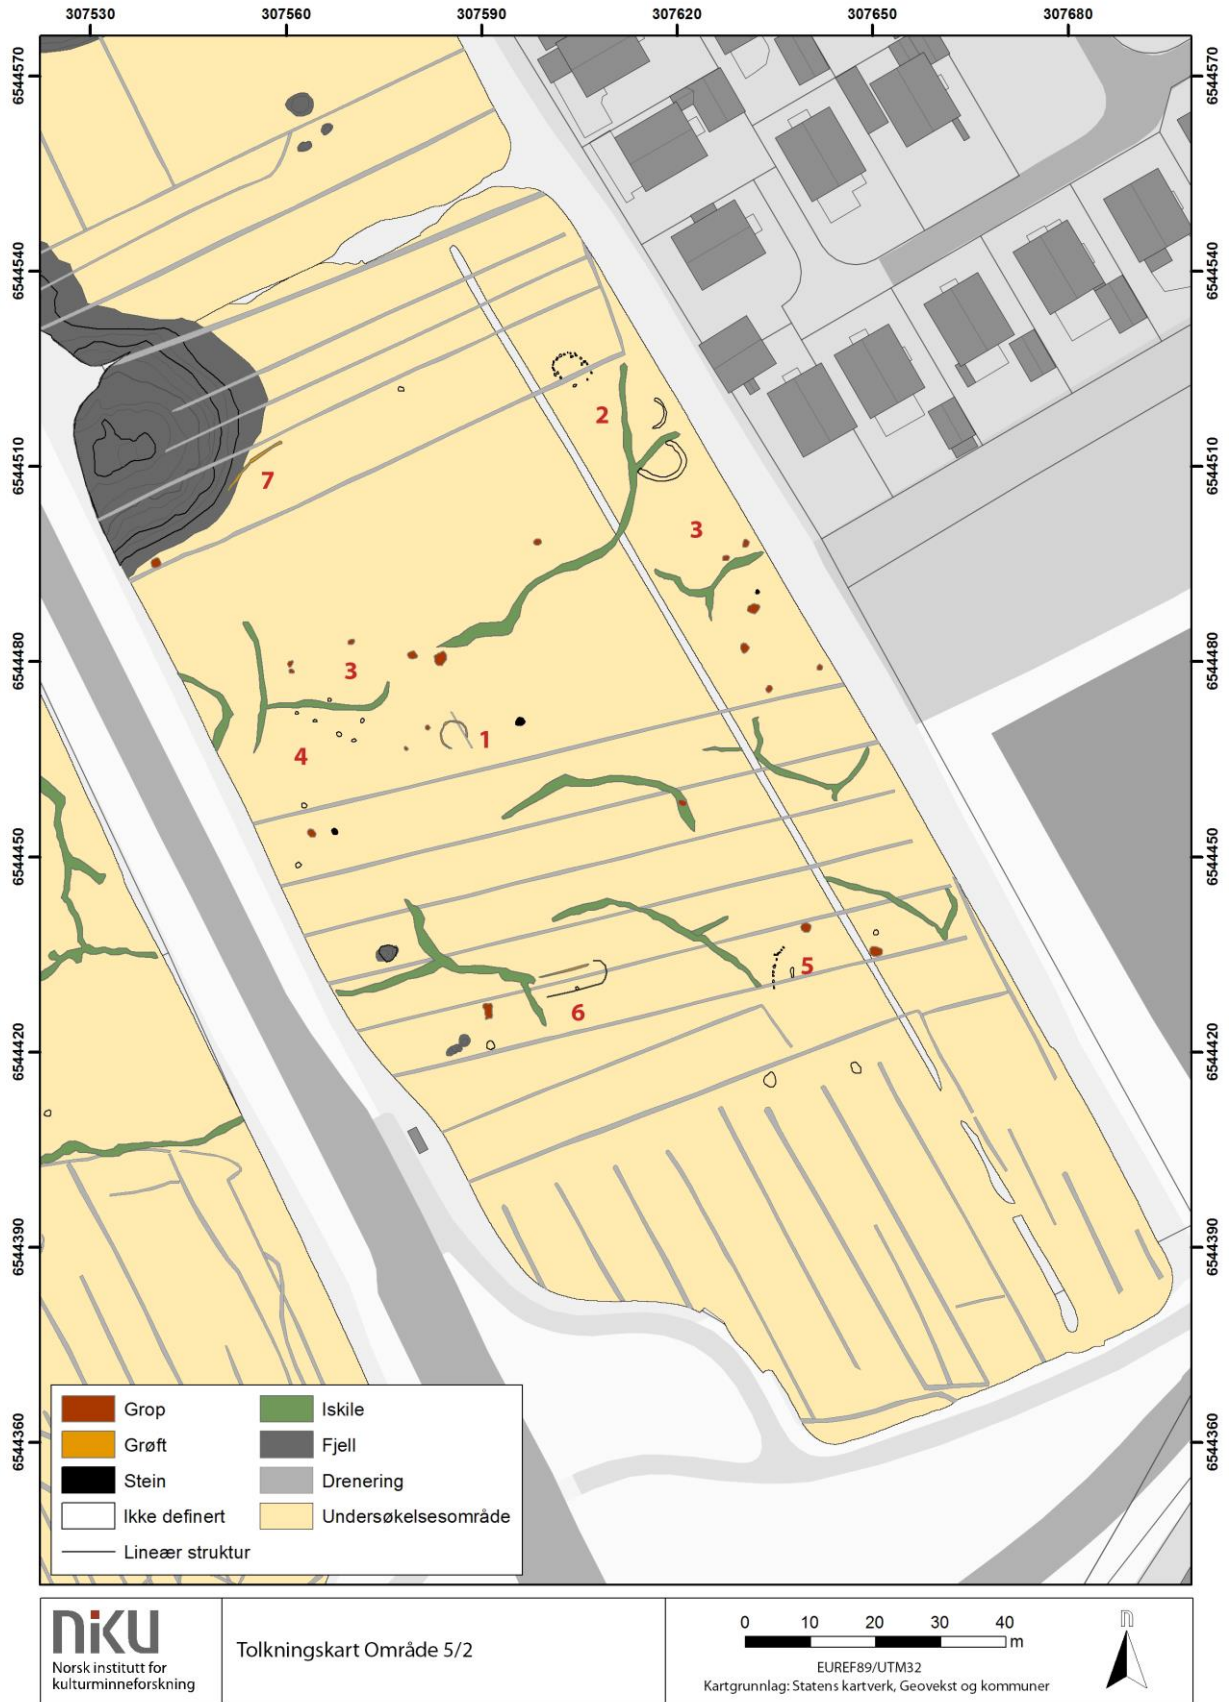 307530 307560 307590 307620 307650 307680
6544570 6544570
6544540 6544540
2
6544510 6544510
7
3
6544480 6544480
3
1
4
6544450 6544450
5
6
6544420 6544420
6544390 6544390
6544360 6544360
Grop Iskile
Grøft Fjell
Stein Drenering
Ikke definert Undersøkelsesområde
Lineær struktur
niku
Norsk institutt for
kulturminneforskning
Tolkningskart Område 5/2
0 10 20 30 40
m
EUREF89/UTM32
Kartgrunnlag: Statens kartverk, Geovekst og kommuner
n